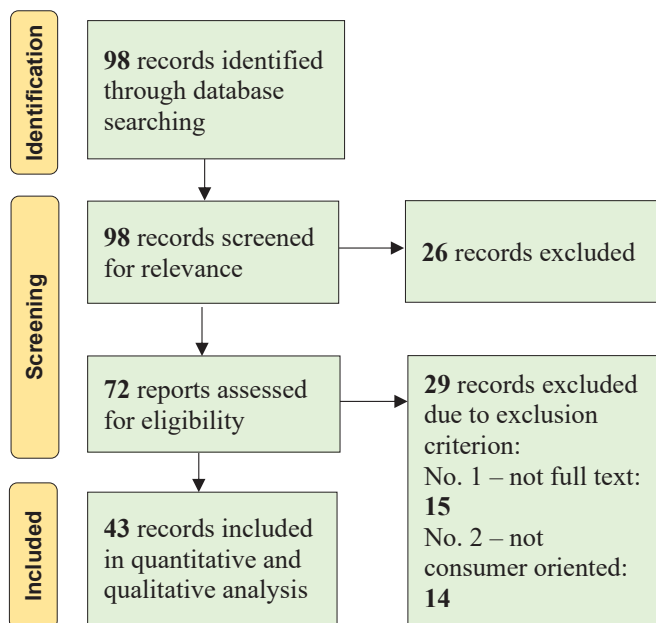 Identification
98 records identified
through database
searching
Screening
98 records screened
for relevance
26 records excluded
72 reports assessed
for eligibility
29 records excluded
due to exclusion
criterion:
No. 1 – not full text:
15
No. 2 – not
consumer oriented:
14
Included
43 records included
in quantitative and
qualitative analysis